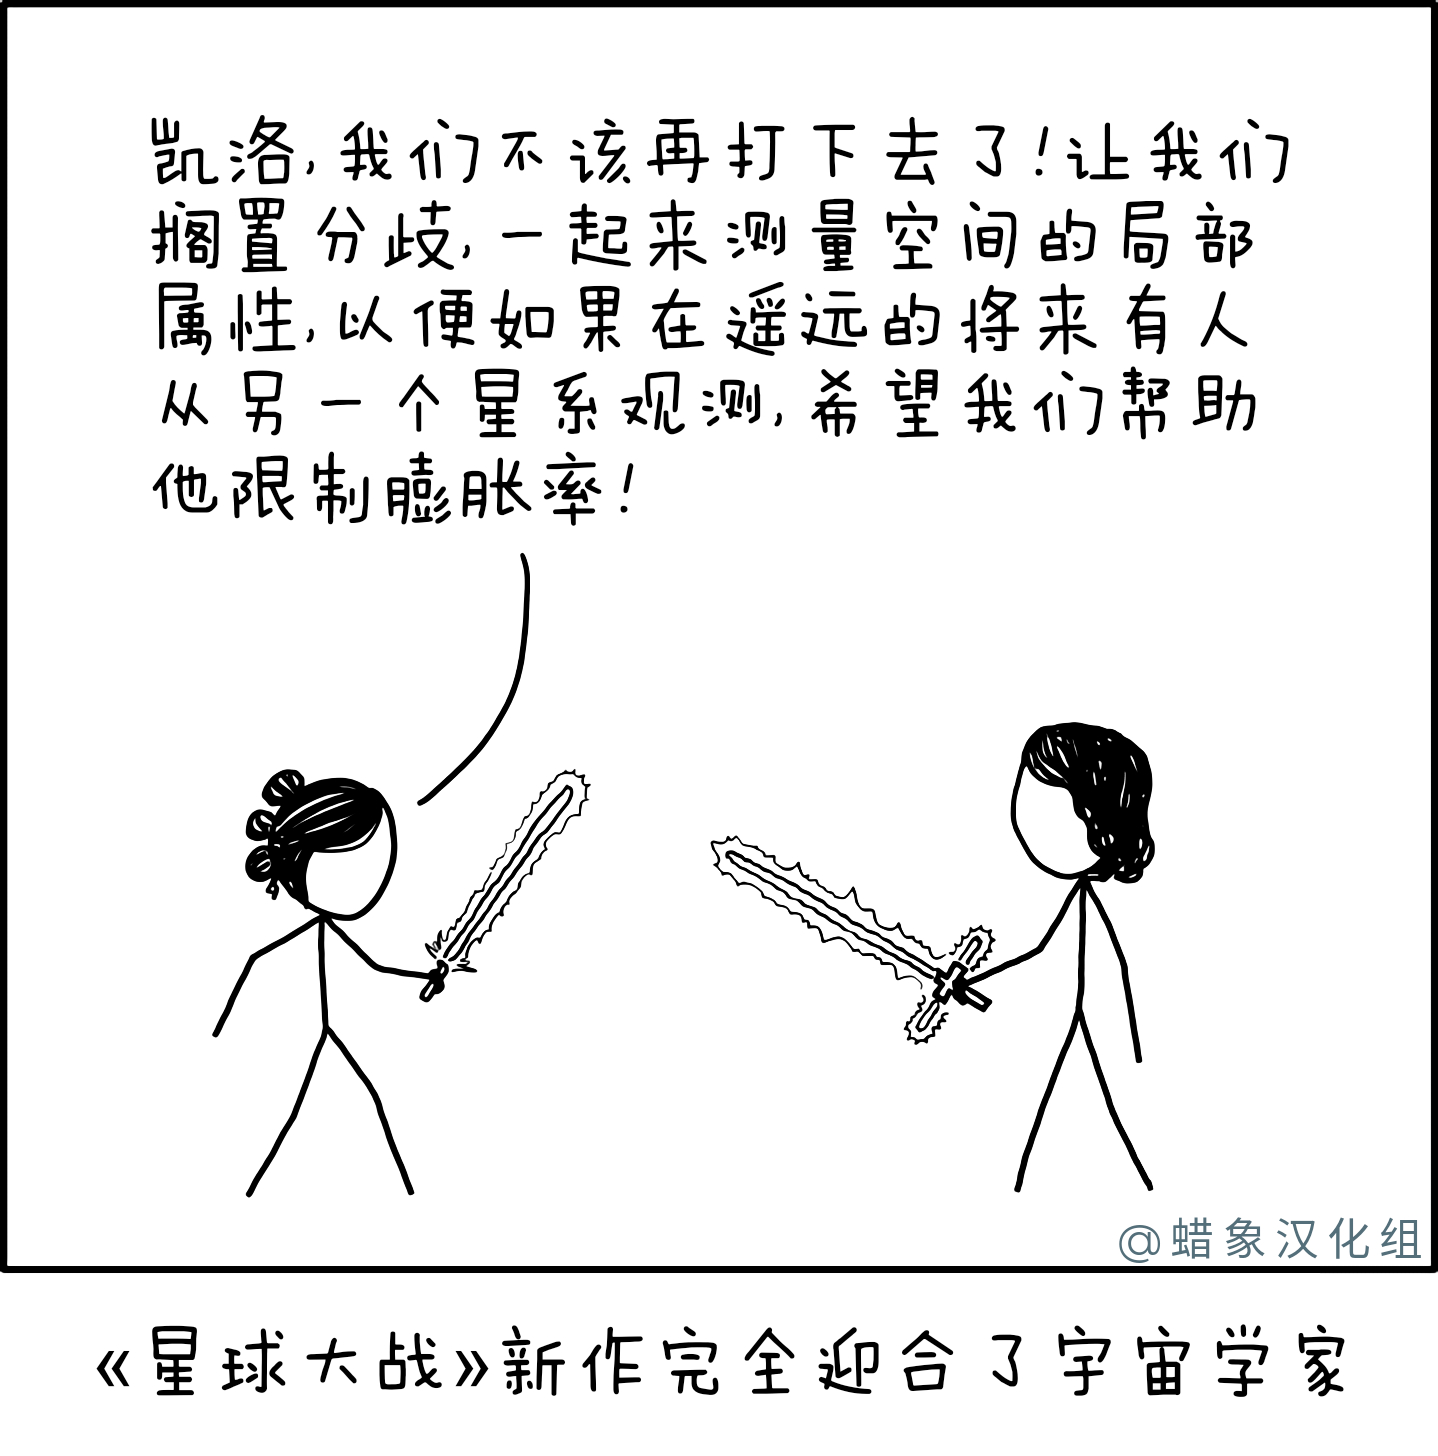 凯洛,我们不该再打下去了!让我们
搁置分歧,一起来测量空间的局部
属性,以便如果在遥远的将来有人
从另一个星系观测,希望我们帮助
他限制膨胀率!
@蜡象汉化组
《星球大战》新作完全迎合了宇宙学家